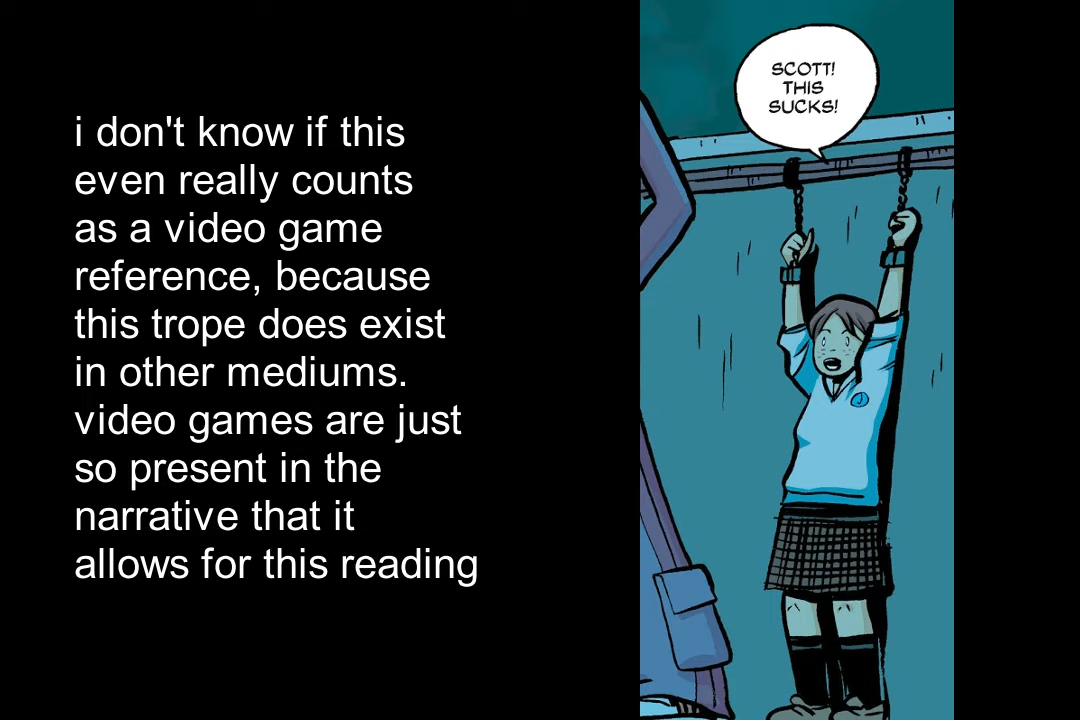 i don't know if this
even really counts
as a video game
reference, because
this trope does exist
in other mediums.
video games are just
so present in the
narrative that it
allows for this reading
SCOTT!
THIS
SUCKS!